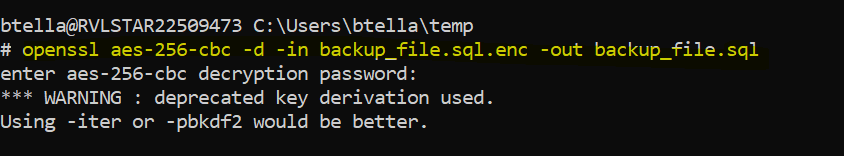 btella@RVLSTAR22509473 C:\Users\btella\temp
# openssl aes-256-cbc -d -in backup_file.sql.enc -out backup_file.sql
enter aes-256-cbc decryption password:
*** WARNING : deprecated key derivation used.
Using -iter or -pbkdf2 would be better.